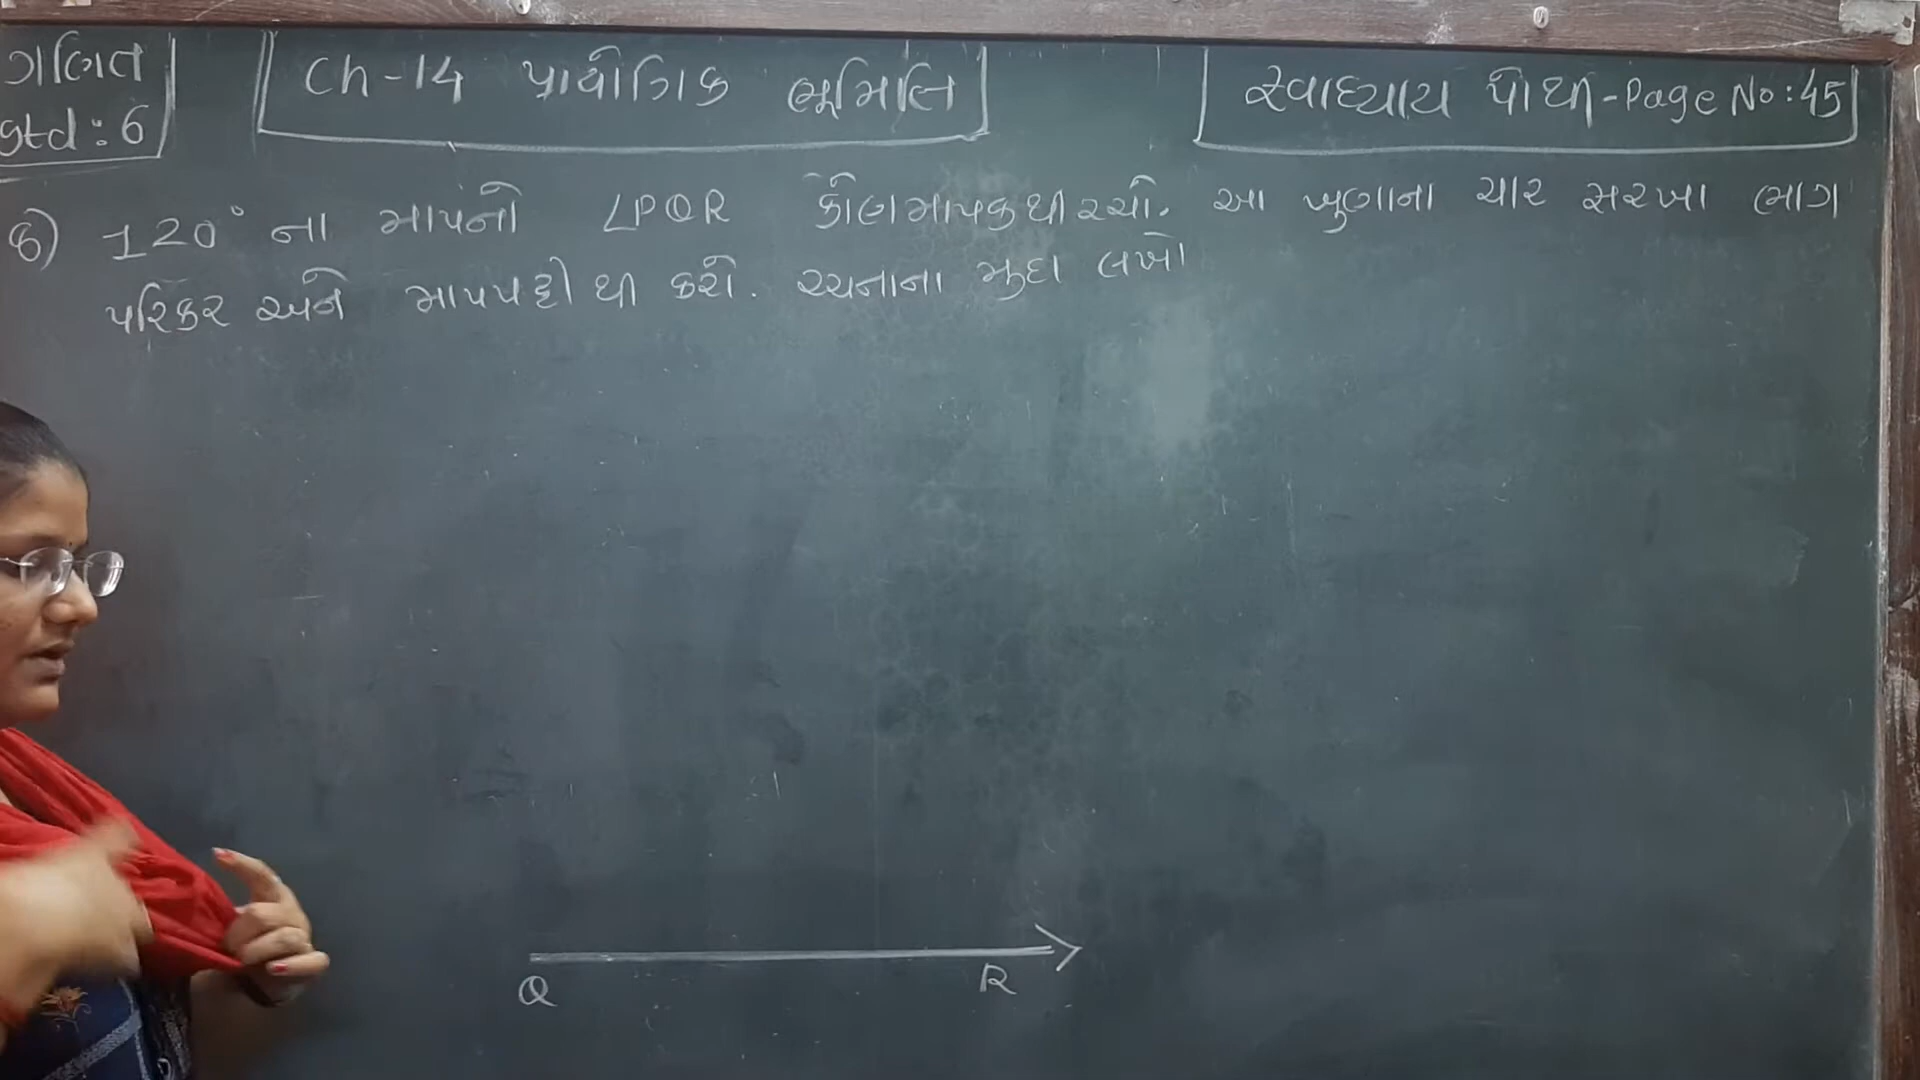 ગણિત
std: 6
Ch-14 પ્રાયોગિક ભૂમિતિ
સ્વાધ્યાય પોથી - Page No: 45
6) 120° ના માપનો ∠PQR કોણમાપકથી રચો. આ ખુણાના ચાર સરખા ભાગ
પરિકર અને માપપટ્ટી થી કરો. રચનાના મુદ્દા લખો
Q R